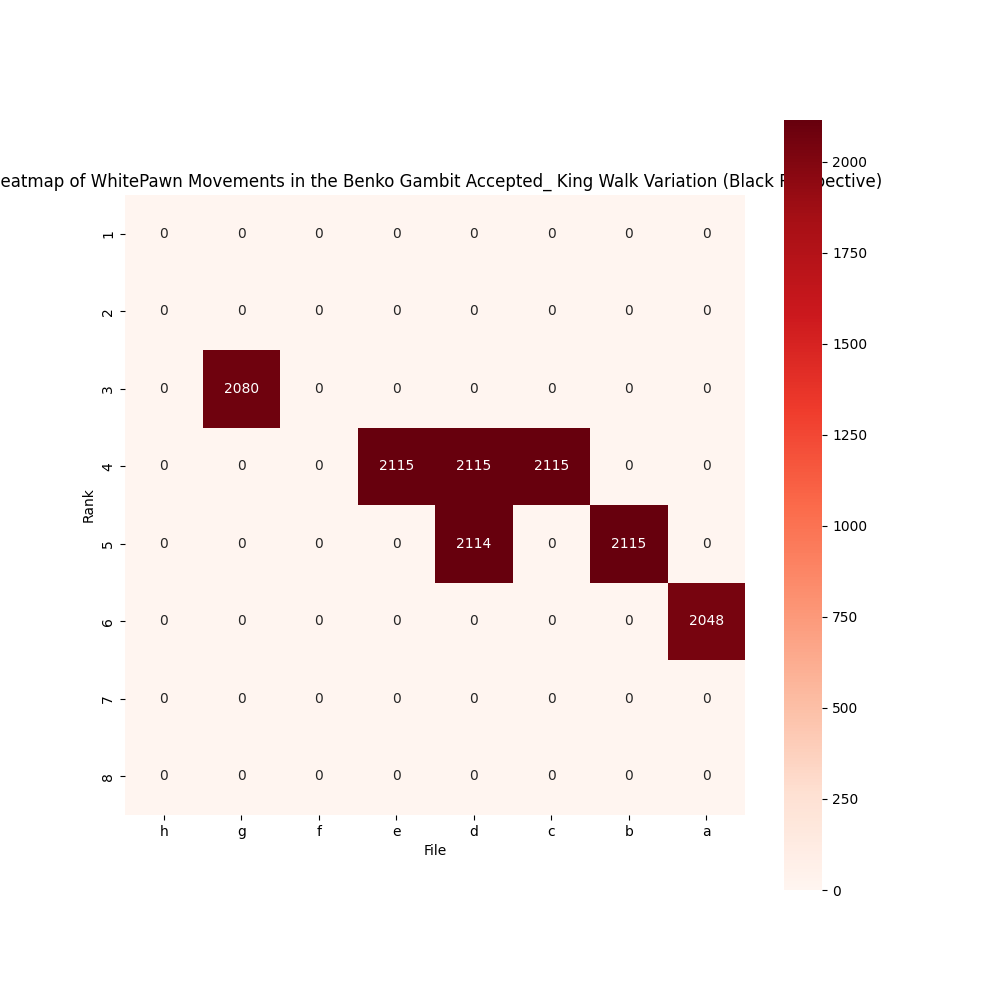 eatmap of WhitePawn Movements in the Benko Gambit Accepted_ King Walk Variation (Black
1 0 0 0 0 0 0 0 0
2 0 0 0 0 0 0 0 0
3 0 2080 0 0 0 0 0 0
4 0 0 0 2115 2115 2115 0 0
5 0 0 0 0 2114 0 2115 0
6 0 0 0 0 0 0 0 2048
7 0 0 0 0 0 0 0 0
8 0 0 0 0 0 0 0 0
Rank
h g f e d c b a
File
2000
1750
1500
1250
1000
750
500
250
0